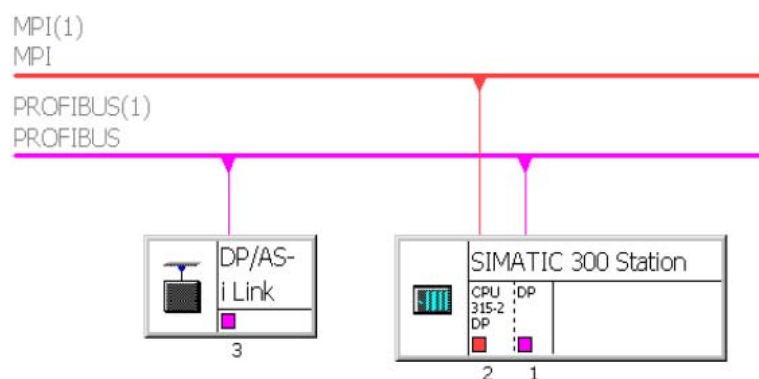 MPI(1)
MPI
PROFIBUS(1)
PROFIBUS
DP/AS-
i Link
3
SIMATIC 300 Station
CPU
315-2
DP
DP
2
1